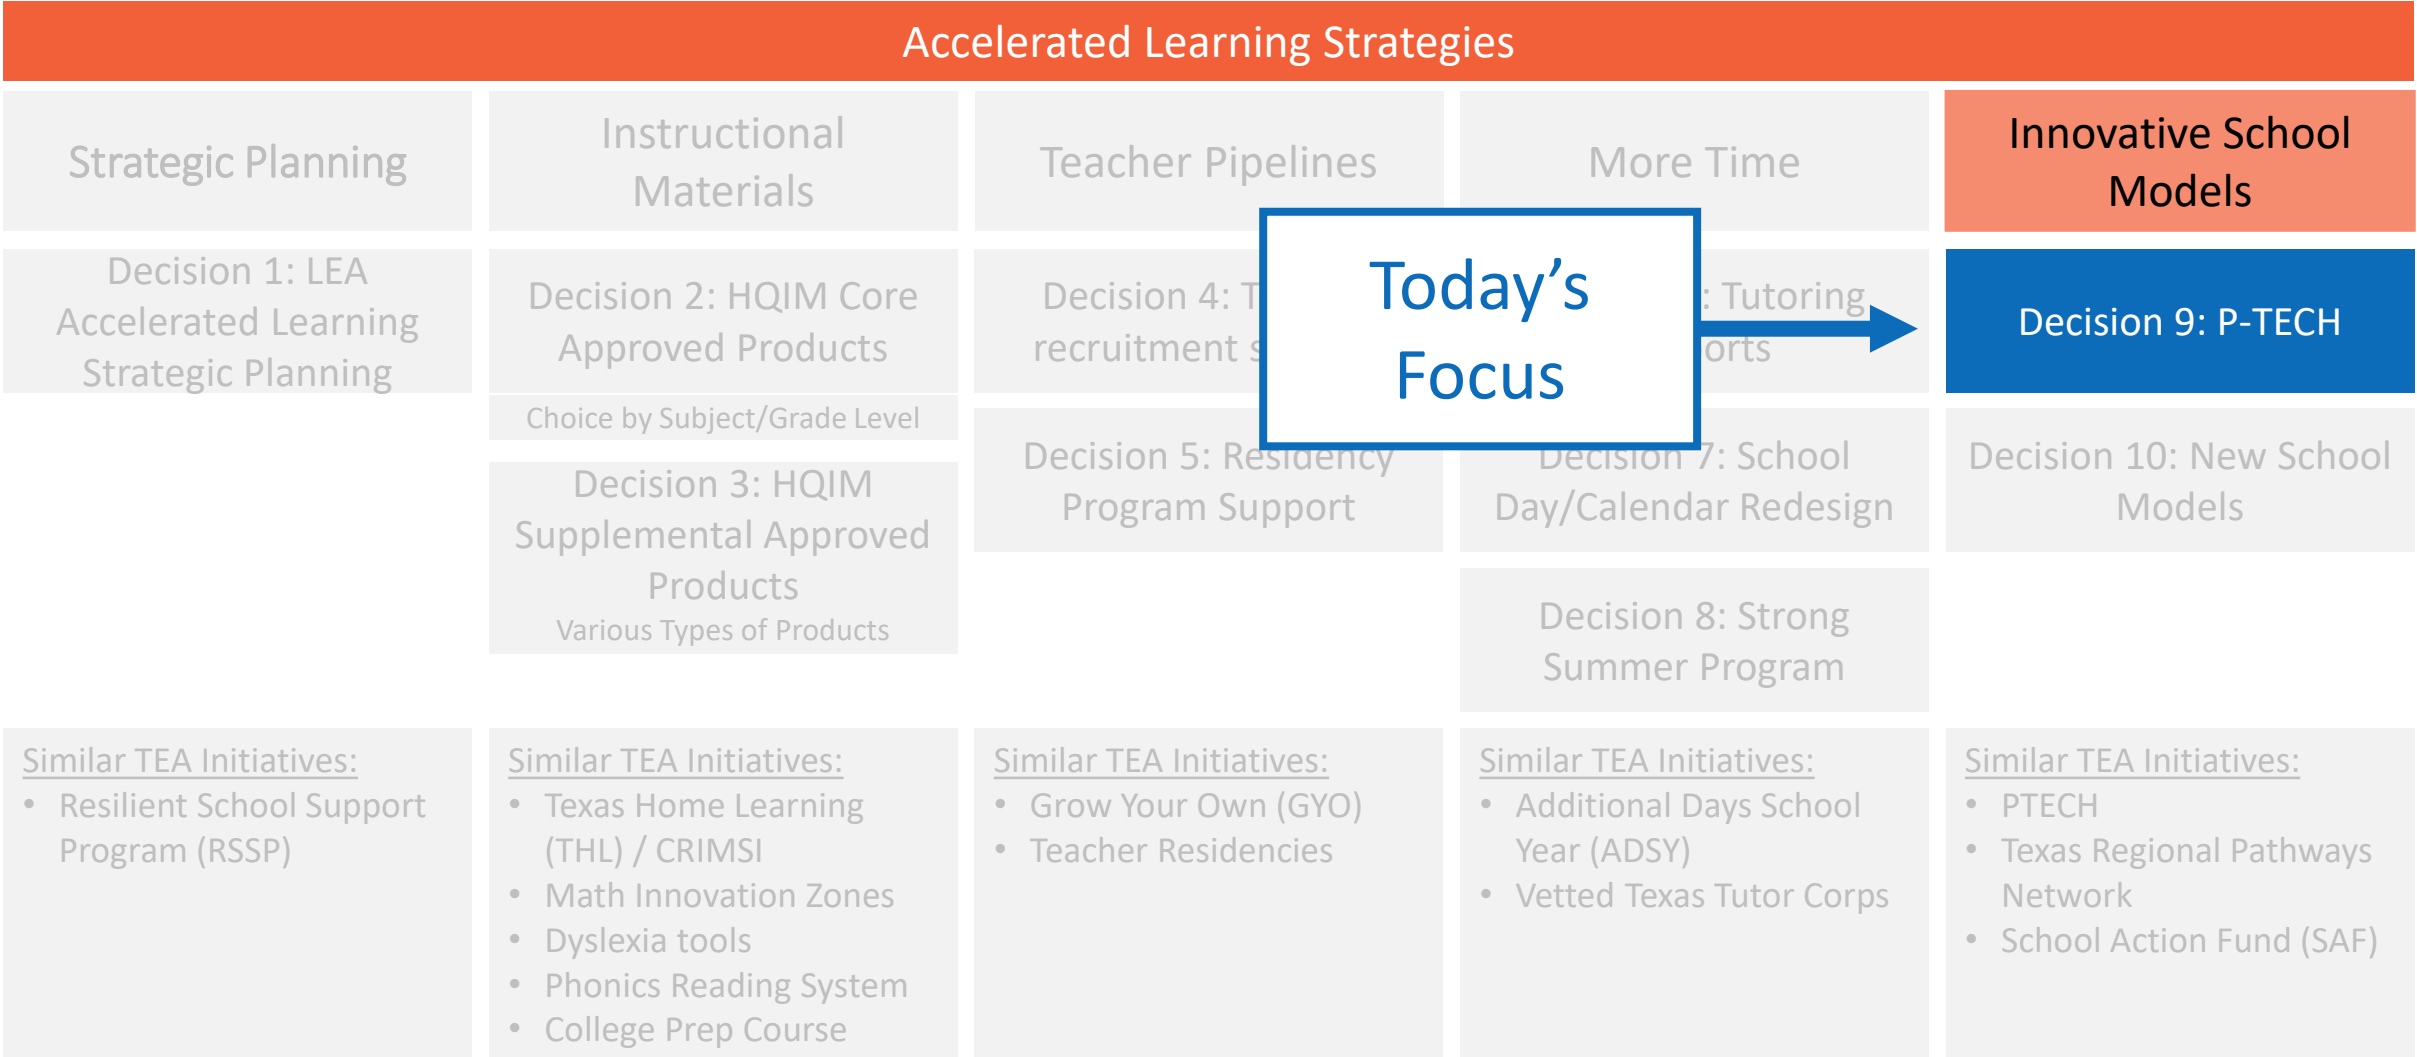 Accelerated Learning Strategies
Strategic Planning
Decision 1: LEA
Accelerated Learning
Strategic Planning
Instructional
Materials
Decision 2: HQIM Core
Approved Products
Choice by Subject/Grade Level
Decision 3: HQIM
Supplemental Approved
Products
Various Types of Products
Teacher Pipelines
Decision 4:
recruitment
Decision 5: Residency
Program Support
More Time
: Tutoring
Decision 7: School
Day/Calendar Redesign
Decision 8: Strong
Summer Program
Today’s
Focus
Innovative School
Models
Decision 9: P-TECH
Decision 10: New School
Models
Similar TEA Initiatives:
• Resilient School Support
Program (RSSP)
Similar TEA Initiatives:
• Texas Home Learning
(THL) / CRIMSI
• Math Innovation Zones
• Dyslexia tools
• Phonics Reading System
• College Prep Course
Similar TEA Initiatives:
• Grow Your Own (GYO)
• Teacher Residencies
Similar TEA Initiatives:
• Additional Days School
Year (ADSY)
• Vetted Texas Tutor Corps
Similar TEA Initiatives:
• PTECH
• Texas Regional Pathways
Network
• School Action Fund (SAF)